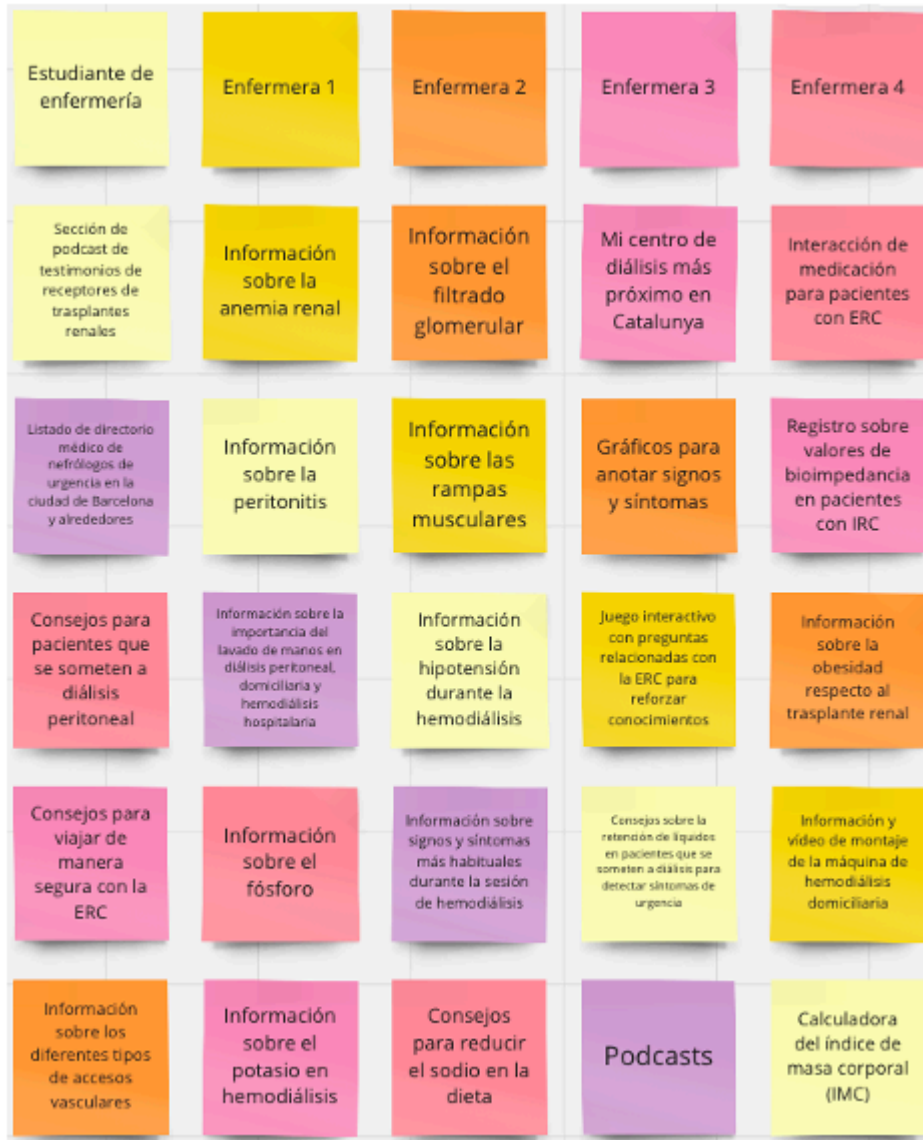 Estudiante de
enfermería
Enfermera 1
Enfermera 2
Enfermera 3
Enfermera 4
Sección de
podcast de
testimonios de
receptores de
trasplantes
renales
Información
sobre la
anemia renal
Información
sobre el
filtrado
glomerular
Mi centro de
diálisis más
próximo en
Catalunya
Interacción de
medicación
para pacientes
con ERC
Listado de directorio
médico de
nefrólogos de
urgencia en la
ciudad de Barcelona
y alrededores
Información
sobre la
peritonitis
Información
sobre las
rampas
musculares
Gráficos para
anotar signos
y síntomas
Registro sobre
valores de
bioimpedancia
en pacientes
con IRC
Consejos para
pacientes que
se someten a
diálisis
peritoneal
Información sobre la
importancia del
lavado de manos en
diálisis peritoneal,
domiciliaria y
hemodiálisis
hospitalaria
Información
sobre la
hipotensión
durante la
hemodiálisis
Juego interactivo
con preguntas
relacionadas con
la ERC para
reforzar
conocimientos
Información
sobre la
obesidad
respecto al
trasplante renal
Consejos para
viajar de
manera
segura con la
ERC
Información
sobre el
fósforo
Información sobre
signos y síntomas
más habituales
durante la sesión
de hemodiálisis
Consejos sobre la
retención de líquidos
en pacientes que se
someten a diálisis para
detectar síntomas de
urgencia
Información y
vídeo de montaje
de la máquina de
hemodiálisis
domiciliaria
Información
sobre los
diferentes tipos
de accesos
vasculares
Información
sobre el
potasio en
hemodiálisis
Consejos
para reducir
el sodio en la
dieta
Podcasts
Calculadora
del índice de
masa corporal
(IMC)